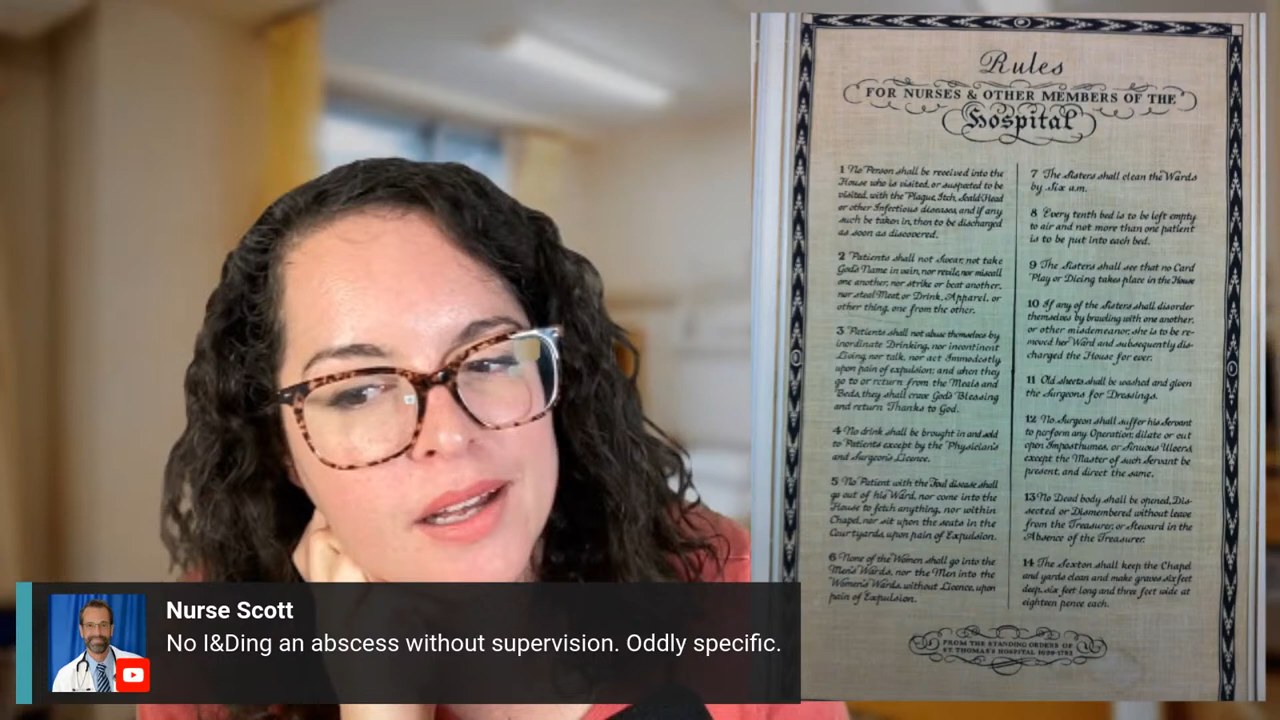 Rules
FOR NURSES & OTHER MEMBERS OF THE
Hospital
1 No Person shall be received into the
House who is visited, or suspected to be
visited, with the Plague, Itch, Scald Head
or other Infectious diseases, and if any
such be taken in, then to be discharged
as soon as discovered.
2 Patients shall not Swear, not take
God's Name in vain, nor revile, nor miscall
one another, nor strike or beat another,
nor steal Meat or Drink, Apparel, or
other thing, one from the other.
3 Patients shall not abuse themselves by
inordinate Drinking, nor incontinent
Living, nor talk, nor act Immodestly
upon pain of expulsion; and when they
go to or return from the Meals and
Beds, they shall crave God's Blessing
and return Thanks to God.
4 No drink shall be brought in and sold
to Patients except by the Physician's
and Surgeon's Licence.
5 No Patient with the Foul disease shall
go out of his Ward, nor come into the
House to fetch anything, nor within
Chapel, nor sit upon the seats in the
Courtyards, upon pain of Expulsion.
6 None of the Women shall go into the
Men's Wards, nor the Men into the
Women's Wards, without Licence, upon
pain of Expulsion.
7 The Sisters shall clean the Wards
by Six a.m.
8 Every tenth bed is to be left empty
to air and not more than one patient
is to be put into each bed.
9 The Sisters shall see that no Card
Play or Dicing takes place in the House
10 If any of the Sisters shall disorder
themselves by brawling with one another,
or other misdemeanor, she is to be re-
moved her Ward and subsequently dis-
charged the House for ever.
11 Old sheets shall be washed and given
the Surgeons for Dressings.
12 No Surgeon shall suffer his Servant
to perform any Operation; dilate or cut
open Imposthumes, or Sinuous Ulcers,
except the Master of such Servant be
present, and direct the same.
13 No Dead body shall be opened, Dis-
sected or Dismembered without leave
from the Treasurer, or Steward in the
Absence of the Treasurer.
14 The Sexton shall keep the Chapel
and yards clean and make graves six feet
deep, six feet long and three feet wide at
eighteen pence each.
FROM THE STANDING ORDERS OF
ST. THOMAS'S HOSPITAL 1699-1752
Nurse Scott
No I&Ding an abscess without supervision. Oddly specific.